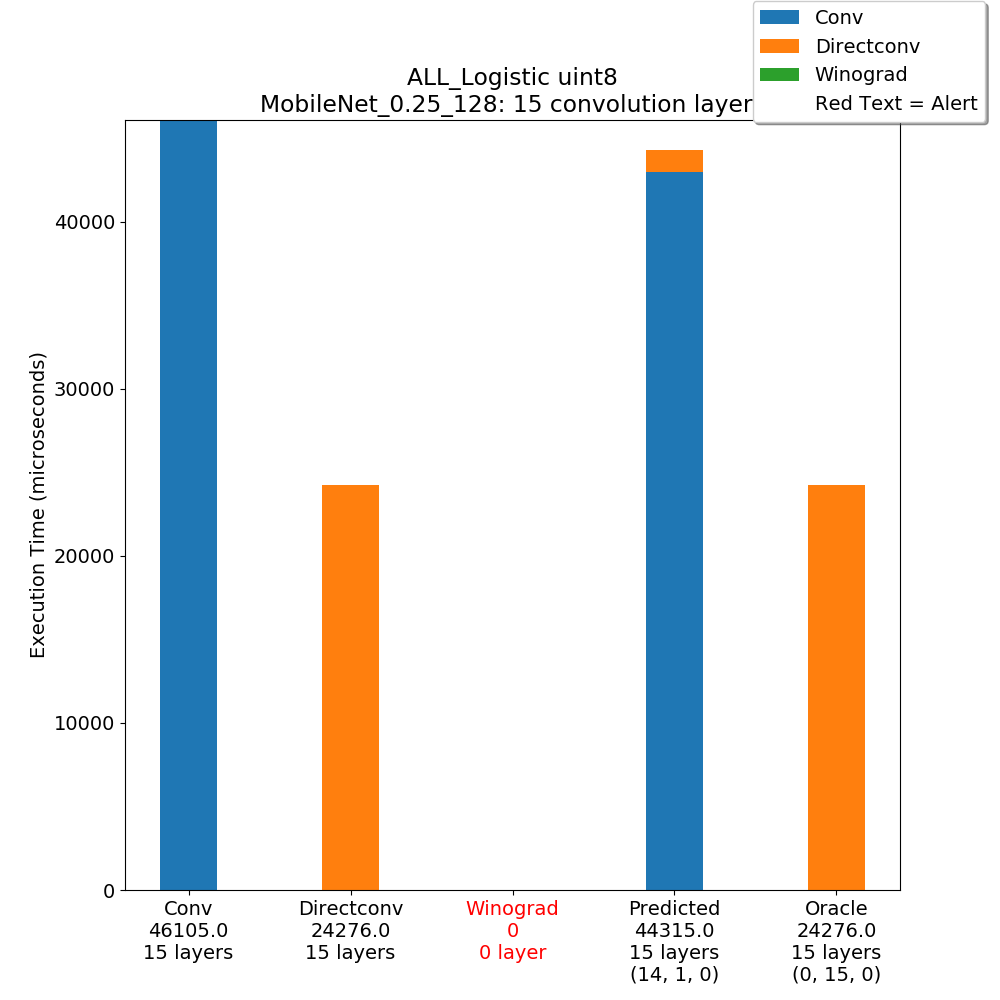 Conv
Directconv
Winograd
Red Text = Alert
ALL_Logistic uint8
MobileNet_0.25_128: 15 convolution layer
Execution Time (microseconds)
40000
30000
20000
10000
0
Conv
46105.0
15 layers
Directconv
24276.0
15 layers
Winograd
0
0 layer
Predicted
44315.0
15 layers
(14, 1, 0)
Oracle
24276.0
15 layers
(0, 15, 0)